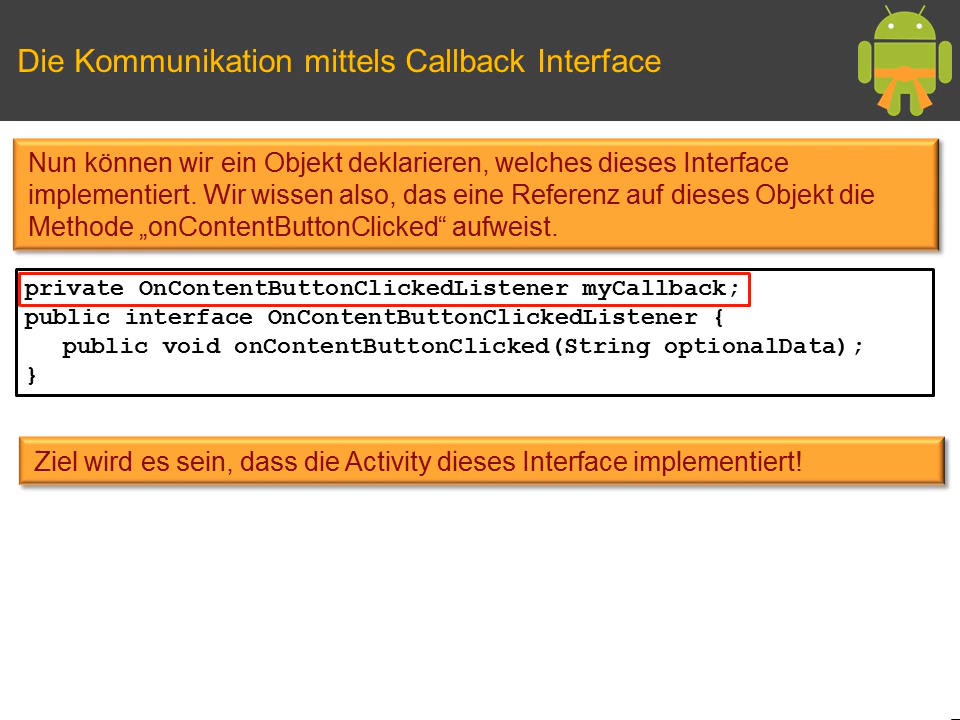 Die Kommunikation mittels Callback Interface
Nun können wir ein Objekt deklarieren, welches dieses Interface
implementiert. Wir wissen also, das eine Referenz auf dieses Objekt die
Methode „onContentButtonClicked“ aufweist.
private OnContentButtonClickedListener myCallback;
public interface OnContentButtonClickedListener {
public void onContentButtonClicked(String optionalData);
}
Ziel wird es sein, dass die Activity dieses Interface implementiert!